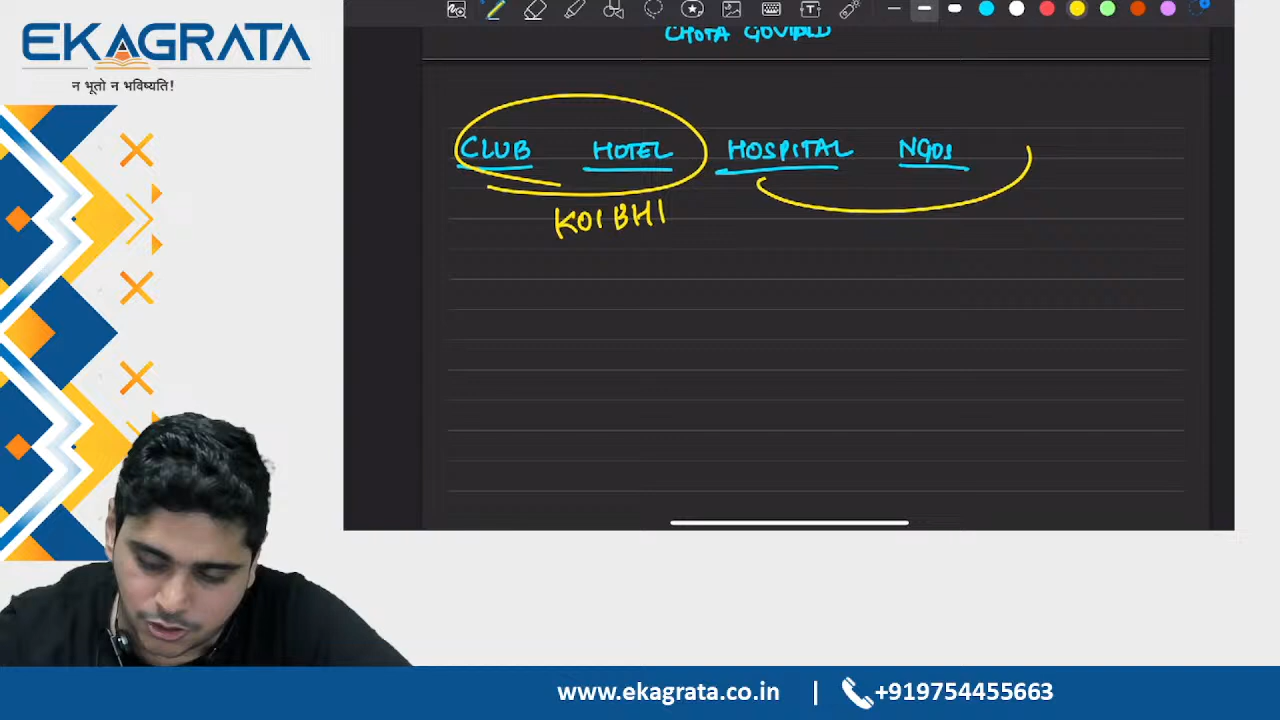 EKAGRATA
न भूतो न भविष्यति!
CHOTA GOVIND
CLUB HOTEL HOSPITAL NGOs
KOI BHI
www.ekagrata.co.in | +919754455663